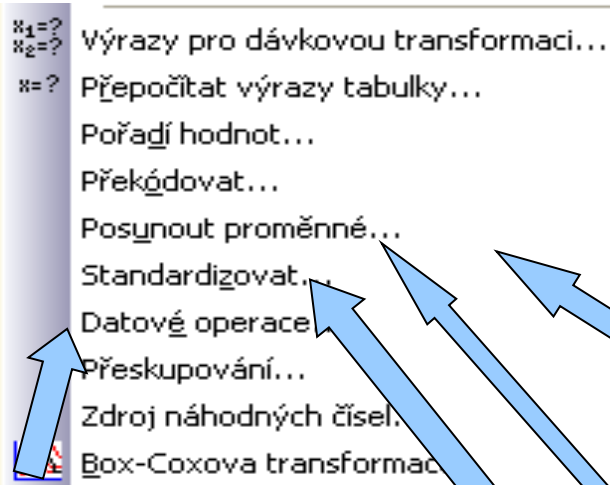 x₁=?
x₂=?
Výrazy pro dávkovou transformaci...
x=?
Přepočítat výrazy tabulky...
Pořadí hodnot...
Překódovat...
Posunout proměnné...
Standardizovat...
Datové operace
Přeskupování...
Zdroj náhodných čísel.
Box-Coxova